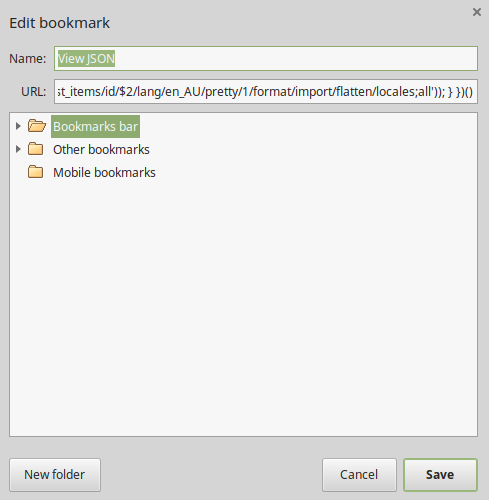 Edit bookmark
Name: View JSON
URL: st_items/id/$2/lang/en_AU/pretty/1/format/import/flatten/locales;all')); } })()
Bookmarks bar
Other bookmarks
Mobile bookmarks
New folder Cancel Save